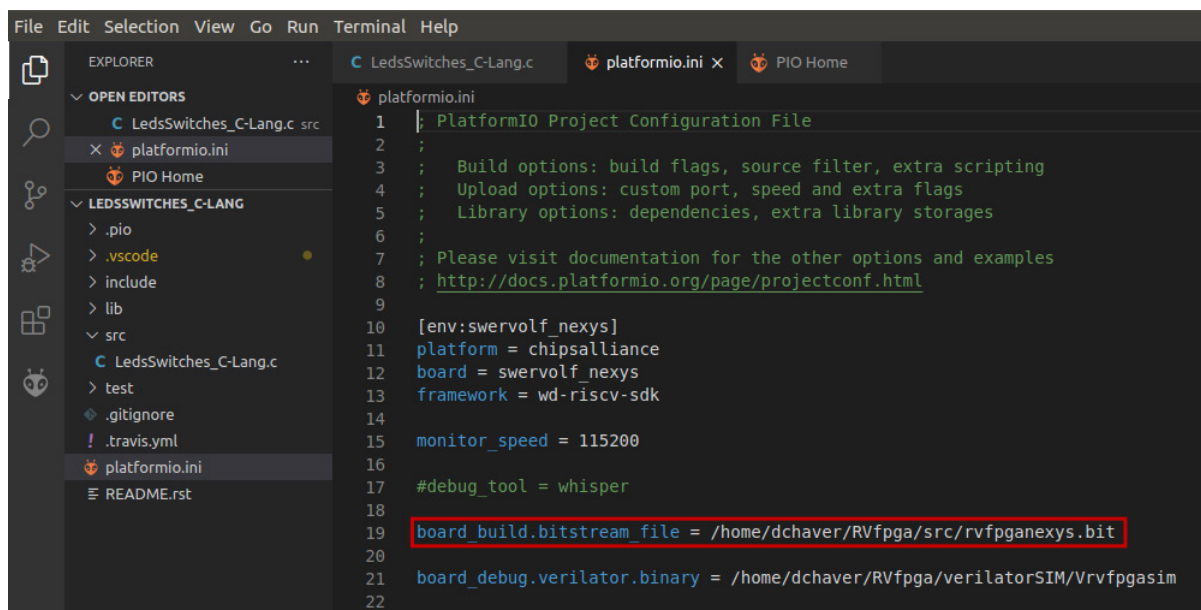 File Edit Selection View Go Run Terminal Help
EXPLORER ...
OPEN EDITORS
C LedsSwitches_C-Lang.c src
× platformio.ini
PIO Home
LEDSSWITCHES_C-LANG
> .pio
> .vscode
> include
> lib
src
C LedsSwitches_C-Lang.c
> test
.gitignore
! .travis.yml
platformio.ini
README.rst
C LedsSwitches_C-Lang.c platformio.ini × PIO Home
platformio.ini
1 ; PlatformIO Project Configuration File
2 ;
3 ;   Build options: build flags, source filter, extra scripting
4 ;   Upload options: custom port, speed and extra flags
5 ;   Library options: dependencies, extra library storages
6 ;
7 ; Please visit documentation for the other options and examples
8 ; http://docs.platformio.org/page/projectconf.html
9
10 [env:swervolf_nexys]
11 platform = chipsalliance
12 board = swervolf_nexys
13 framework = wd-riscv-sdk
14
15 monitor_speed = 115200
16
17 #debug_tool = whisper
18
19 board_build.bitstream_file = /home/dchaver/RVfpga/src/rvfpganexys.bit
20
21 board_debug.verilator.binary = /home/dchaver/RVfpga/verilatorSIM/Vrvfpgasim
22